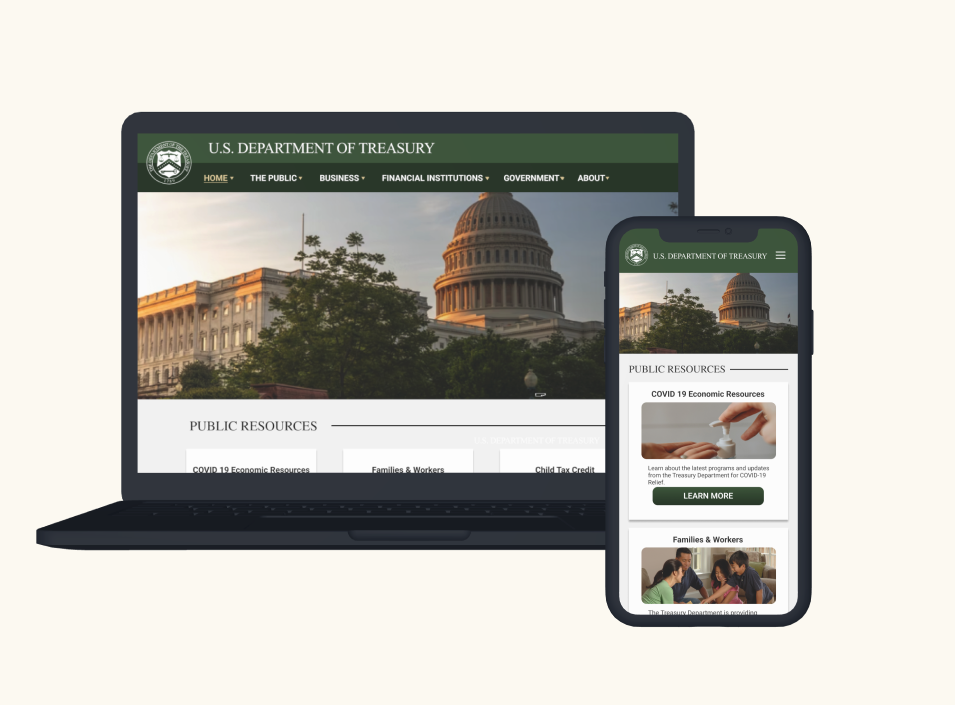 U.S. DEPARTMENT OF TREASURY
HOME THE PUBLIC BUSINESS FINANCIAL INSTITUTIONS GOVERNMENT ABOUT
PUBLIC RESOURCES
U.S. DEPARTMENT OF TREASURY
COVID 19 Economic Resources
Families & Workers
Child Tax Credit
U.S. DEPARTMENT OF TREASURY
PUBLIC RESOURCES
COVID 19 Economic Resources
Learn about the latest programs and updates
from the Treasury Department for COVID-19
Relief.
LEARN MORE
Families & Workers
The Treasury Department is providing